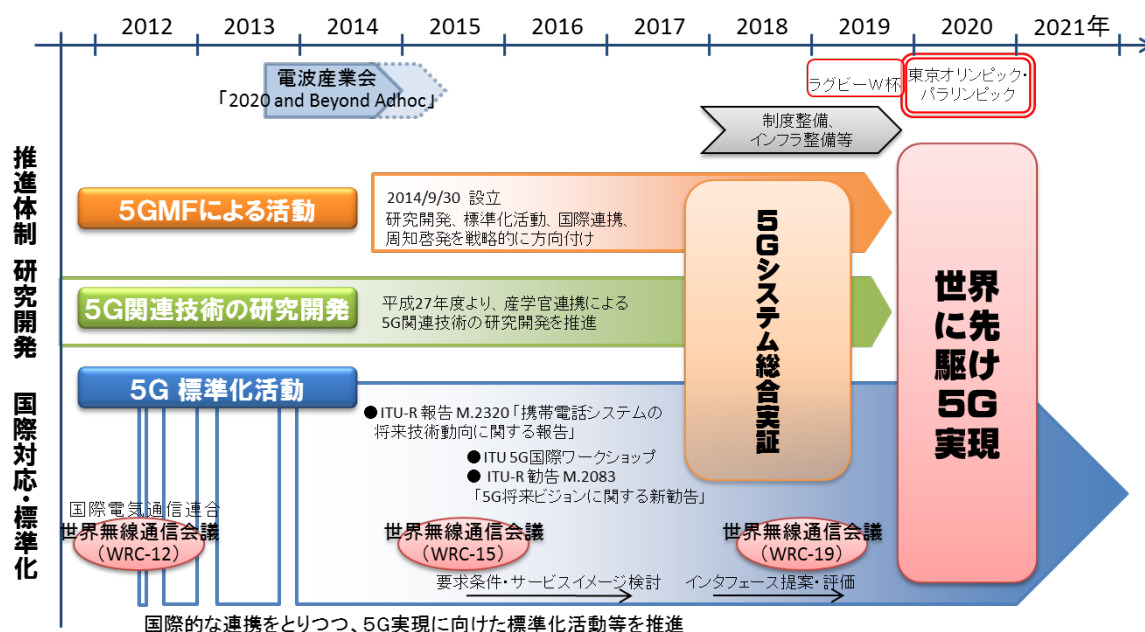 2012
2013
2014
2015
2016
2017
2018
2019
2020
2021年
電波産業会
「2020 and Beyond Adhoc」
ラグビーW杯
東京オリンピック・
パラリンピック
制度整備、
インフラ整備等
推進体制
5GMFによる活動
2014/9/30 設立
研究開発、標準化活動、国際連携、
周知啓発を戦略的に方向付け
研究開発
5G関連技術の研究開発
平成27年度より、産学官連携による
5G関連技術の研究開発を推進
5Gシステム総合実証
世界
に先
駆け
5G
実現
国際対応・標準化
5G 標準化活動
●ITU-R 報告 M.2320「携帯電話システムの
将来技術動向に関する報告」
●ITU 5G国際ワークショップ
●ITU-R 勧告 M.2083
「5G将来ビジョンに関する新勧告」
国際電気通信連合
世界無線通信会議
(WRC-12)
世界無線通信会議
(WRC-15)
世界無線通信会議
(WRC-19)
要求条件・サービスイメージ検討
インタフェース提案・評価
国際的な連携をとりつつ、5G実現に向けた標準化活動等を推進